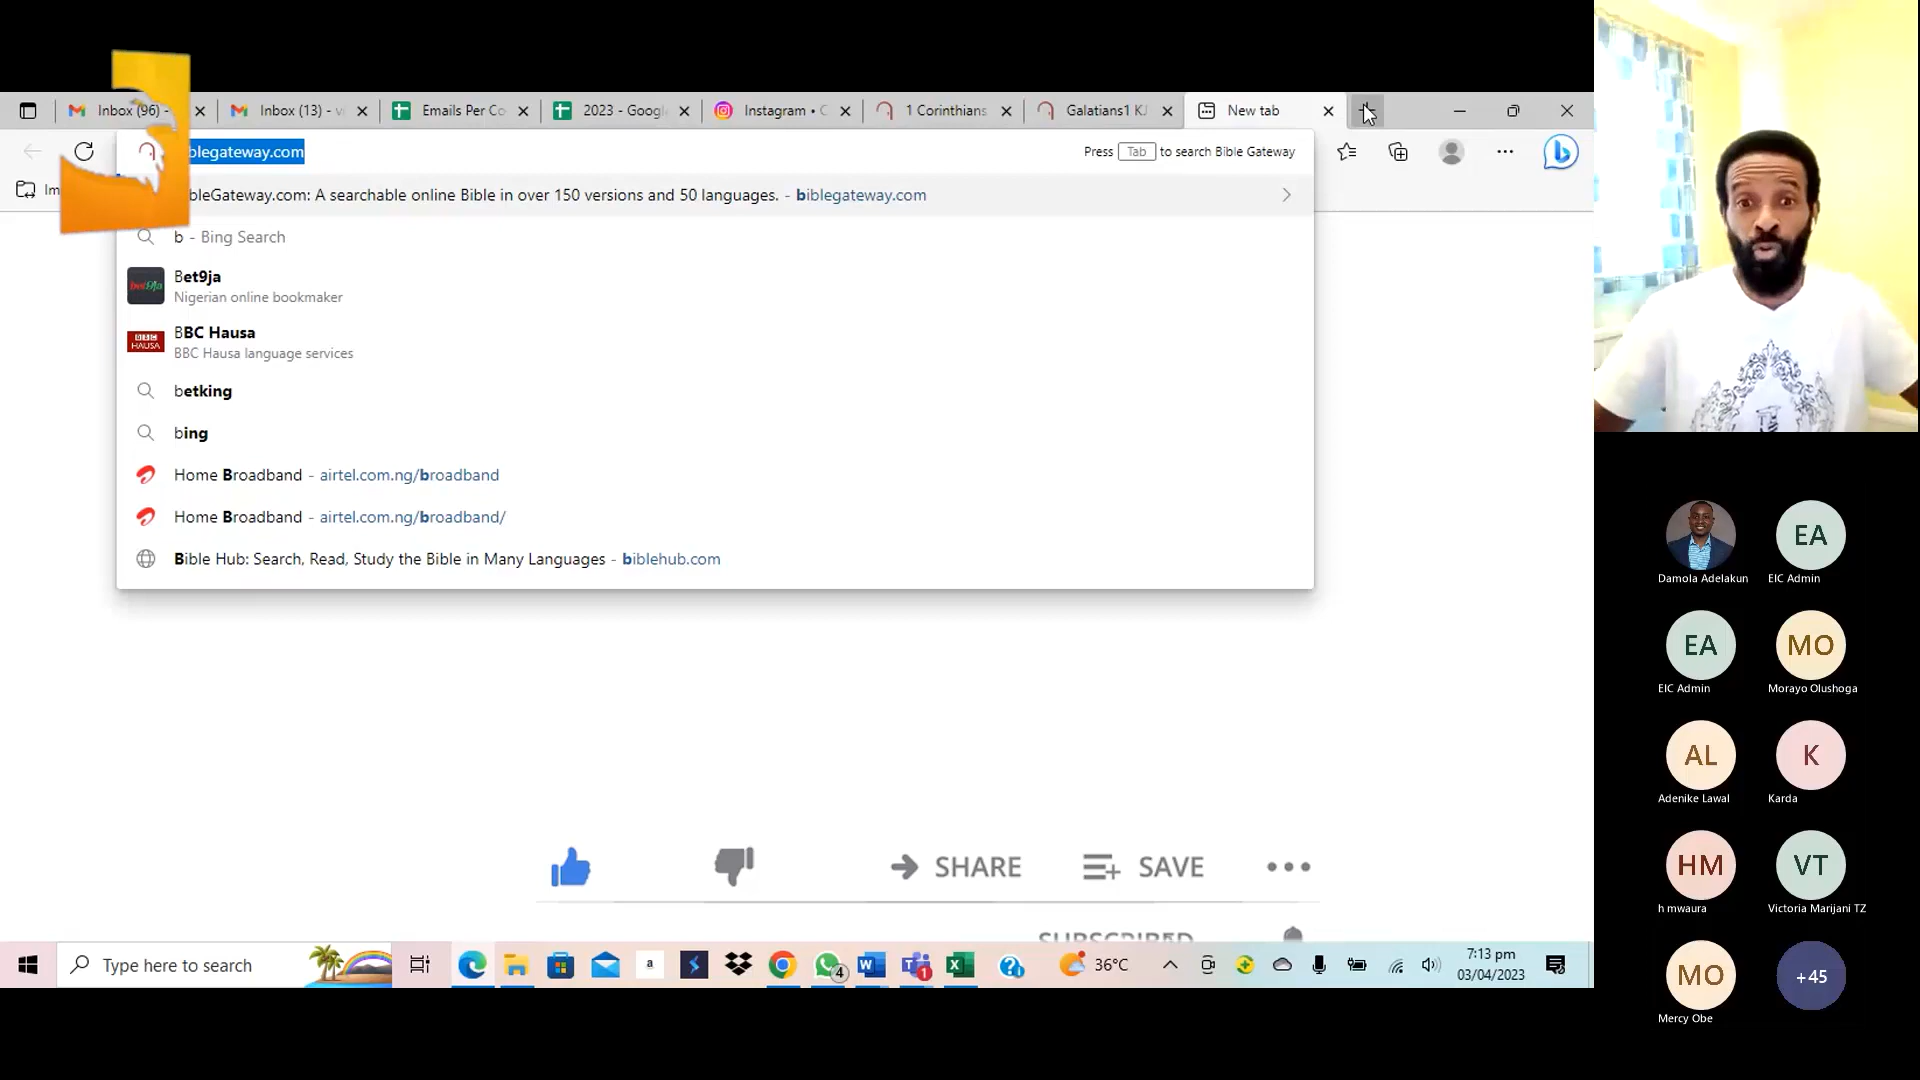 Inbox (96) -
Inbox (13) - v
Emails Per Co
2023 - Googl
Instagram • C
1 Corinthians
Galatians1 KJ
New tab
blegateway.com
Press Tab to search Bible Gateway
Im
bleGateway.com: A searchable online Bible in over 150 versions and 50 languages. - biblegateway.com
b - Bing Search
Bet9ja
Nigerian online bookmaker
BBC Hausa
BBC Hausa language services
betking
bing
Home Broadband - airtel.com.ng/broadband
Home Broadband - airtel.com.ng/broadband/
Bible Hub: Search, Read, Study the Bible in Many Languages - biblehub.com
SHARE
SAVE
SUBSCRIBED
Type here to search
a
4
1
36°C
7:13 pm
03/04/2023
Damola Adelakun
EA
EIC Admin
EA
EIC Admin
MO
Morayo Olushoga
AL
Adenike Lawal
K
Karda
HM
h mwaura
VT
Victoria Marijani TZ
MO
Mercy Obe
+45